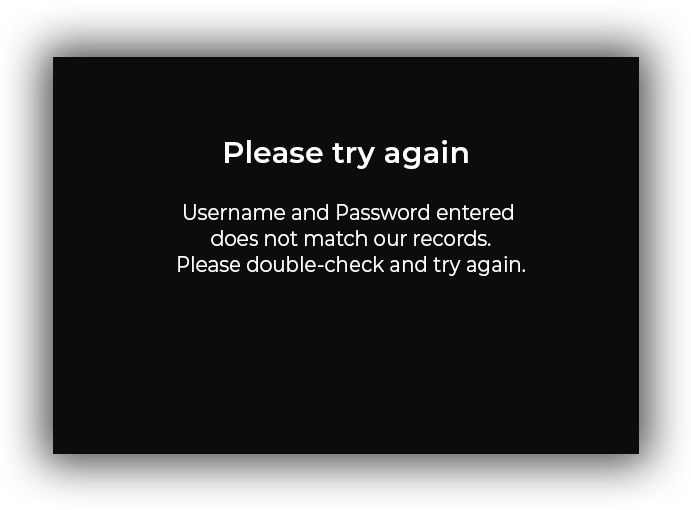 Please try again
Username and Password entered
does not match our records.
Please double-check and try again.